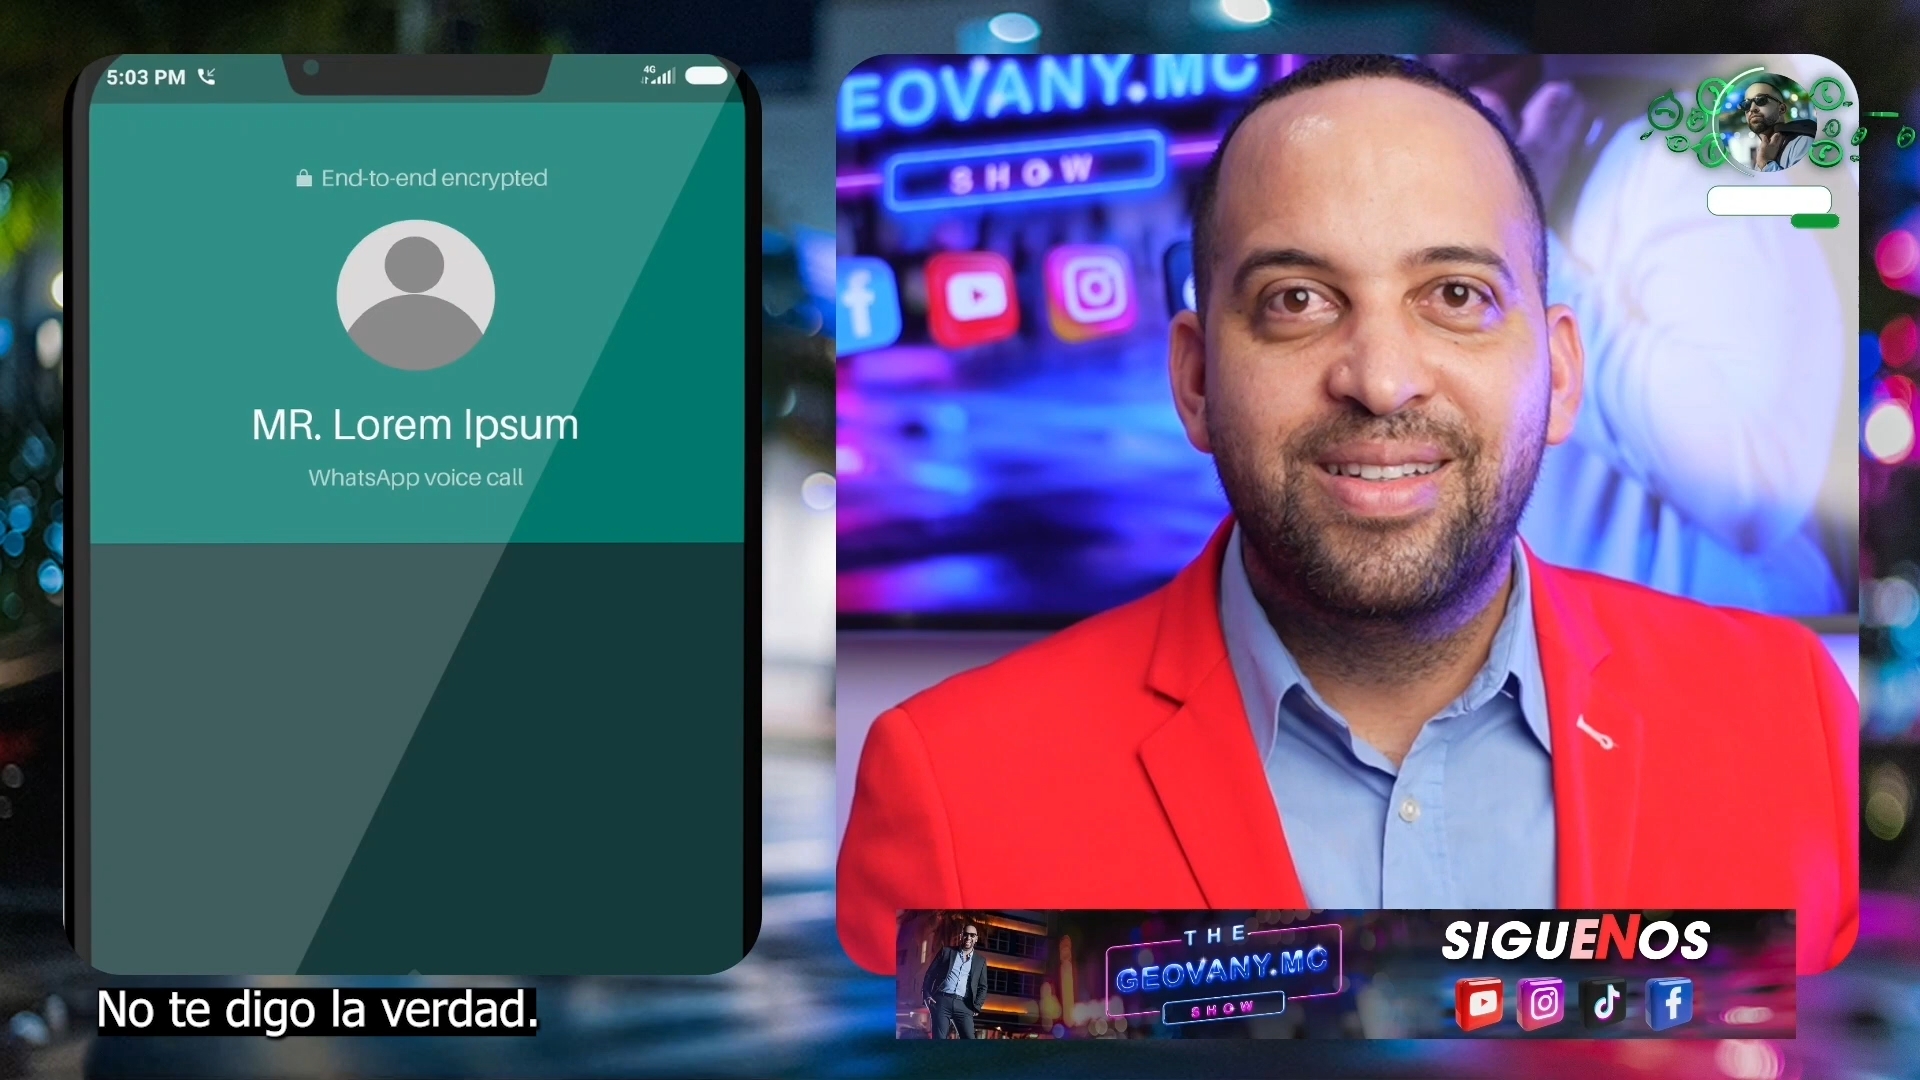 5:03 PM
4G
End-to-end encrypted
MR. Lorem Ipsum
WhatsApp voice call
EOVANY.MC
SHOW
No te digo la verdad.
THE
GEOVANY.MC
SHOW
SIGUENOS